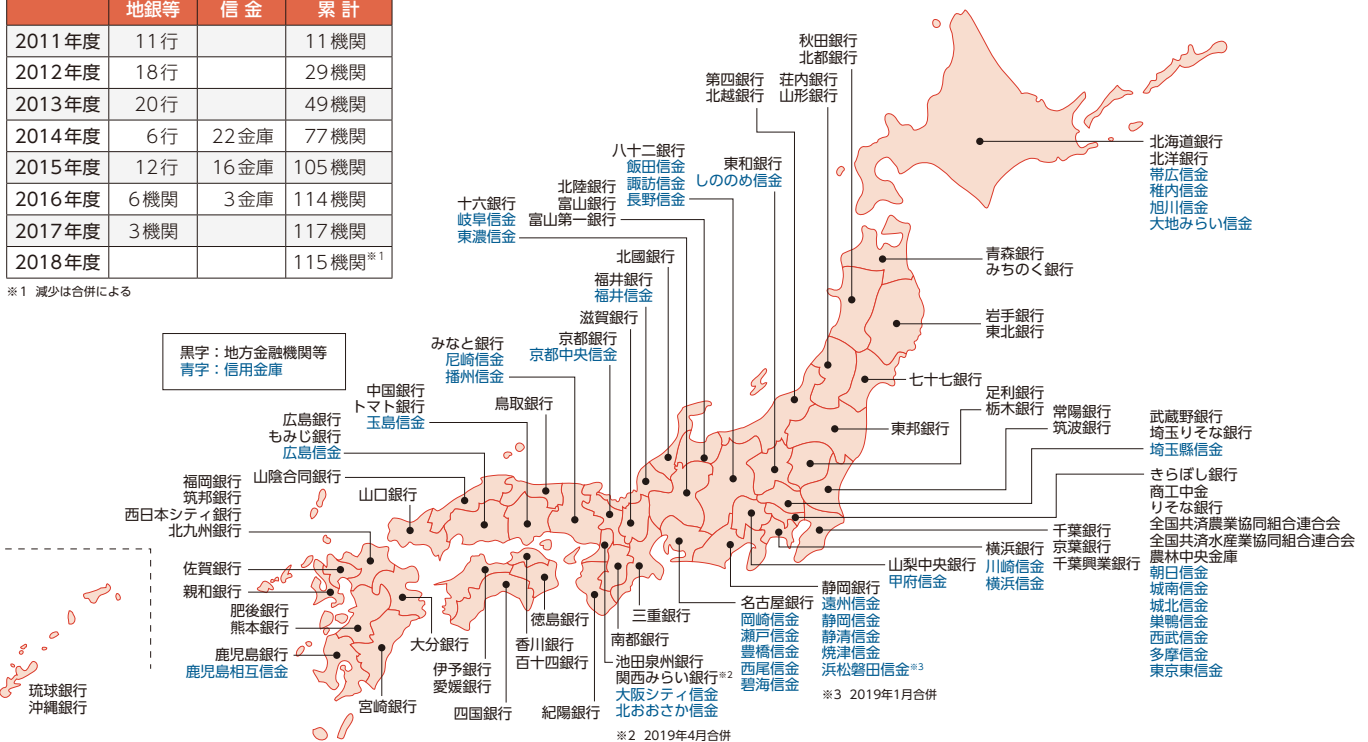 地銀等 信金 累計
2011年度 11行 11機関
2012年度 18行 29機関
2013年度 20行 49機関
2014年度 6行 22金庫 77機関
2015年度 12行 16金庫 105機関
2016年度 6機関 3金庫 114機関
2017年度 3機関 117機関
2018年度 115機関※1
※1 減少は合併による
黒字：地方金融機関等
青字：信用金庫
秋田銀行
北都銀行
第四銀行
北越銀行
荘内銀行
山形銀行
八十二銀行
飯田信金
諏訪信金
長野信金
東和銀行
しののめ信金
北陸銀行
富山銀行
富山第一銀行
十六銀行
岐阜信金
東濃信金
北國銀行
福井銀行
福井信金
滋賀銀行
京都銀行
京都中央信金
みなと銀行
尼崎信金
播州信金
鳥取銀行
中国銀行
トマト銀行
玉島信金
広島銀行
もみじ銀行
広島信金
山陰合同銀行
山口銀行
福岡銀行
筑邦銀行
西日本シティ銀行
北九州銀行
佐賀銀行
親和銀行
肥後銀行
熊本銀行
鹿児島銀行
鹿児島相互信金
琉球銀行
沖縄銀行
宮崎銀行
大分銀行
伊予銀行
愛媛銀行
四国銀行
香川銀行
百十四銀行
徳島銀行
紀陽銀行
池田泉州銀行
関西みらい銀行※2
大阪シティ信金
北おおさか信金
※2 2019年4月合併
南都銀行
三重銀行
名古屋銀行
岡崎信金
瀬戸信金
豊橋信金
西尾信金
碧海信金
静岡銀行
遠州信金
静岡信金
静清信金
焼津信金
浜松磐田信金※3
※3 2019年1月合併
山梨中央銀行
甲府信金
横浜銀行
川崎信金
横浜信金
千葉銀行
京葉銀行
千葉興業銀行
北海道銀行
北洋銀行
帯広信金
稚内信金
旭川信金
大地みらい信金
青森銀行
みちのく銀行
岩手銀行
東北銀行
七十七銀行
東邦銀行
足利銀行
栃木銀行
常陽銀行
筑波銀行
武蔵野銀行
埼玉りそな銀行
埼玉縣信金
きらぼし銀行
商工中金
りそな銀行
全国共済農業協同組合連合会
全国共済水産業協同組合連合会
農林中央金庫
朝日信金
城南信金
城北信金
巣鴨信金
西武信金
多摩信金
東京東信金